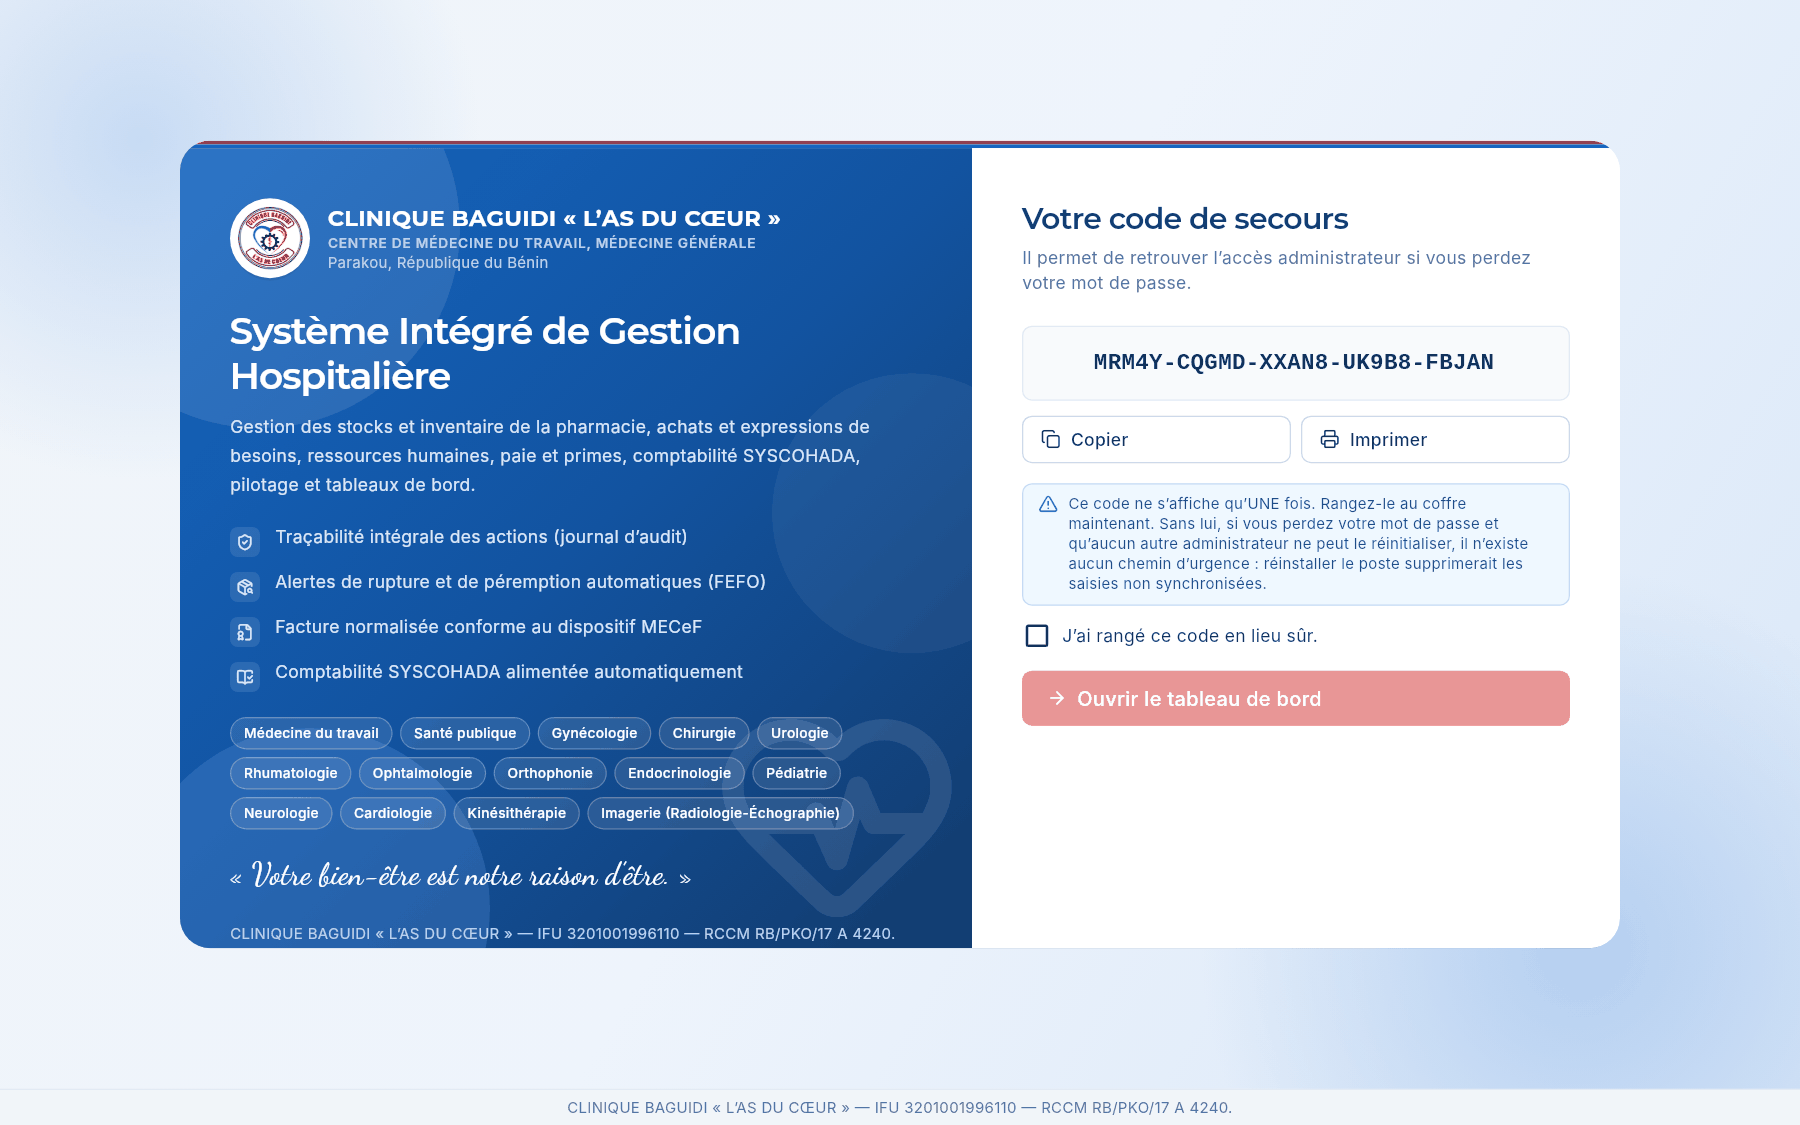 CLINIQUE BAGUIDI « L’AS DU CŒUR »
CENTRE DE MÉDECINE DU TRAVAIL, MÉDECINE GÉNÉRALE
Parakou, République du Bénin
Système Intégré de Gestion
Hospitalière
Gestion des stocks et inventaire de la pharmacie, achats et expressions de
besoins, ressources humaines, paie et primes, comptabilité SYSCOHADA,
pilotage et tableaux de bord.
Traçabilité intégrale des actions (journal d’audit)
Alertes de rupture et de péremption automatiques (FEFO)
Facture normalisée conforme au dispositif MECeF
Comptabilité SYSCOHADA alimentée automatiquement
Médecine du travail Santé publique Gynécologie Chirurgie Urologie
Rhumatologie Ophtalmologie Orthophonie Endocrinologie Pédiatrie
Neurologie Cardiologie Kinésithérapie Imagerie (Radiologie-Échographie)
« Votre bien-être est notre raison d’être. »
CLINIQUE BAGUIDI « L’AS DU CŒUR » — IFU 3201001996110 — RCCM RB/PKO/17 A 4240.
Votre code de secours
Il permet de retrouver l’accès administrateur si vous perdez
votre mot de passe.
MRM4Y-CQGMD-XXAN8-UK9B8-FBJAN
Copier
Imprimer
Ce code ne s’affiche qu’UNE fois. Rangez-le au coffre
maintenant. Sans lui, si vous perdez votre mot de passe et
qu’aucun autre administrateur ne peut le réinitialiser, il n’existe
aucun chemin d’urgence : réinstaller le poste supprimerait les
saisies non synchronisées.
J’ai rangé ce code en lieu sûr.
Ouvrir le tableau de bord
CLINIQUE BAGUIDI « L’AS DU CŒUR » — IFU 3201001996110 — RCCM RB/PKO/17 A 4240.